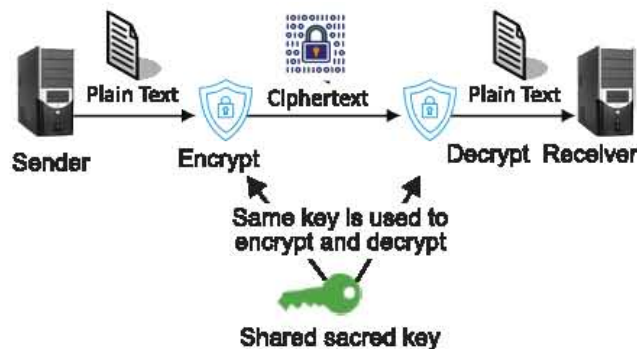 Plain Text
Ciphertext
Plain Text
Sender
Encrypt
Decrypt
Receiver
Same key is used to
encrypt and decrypt
Shared sacred key